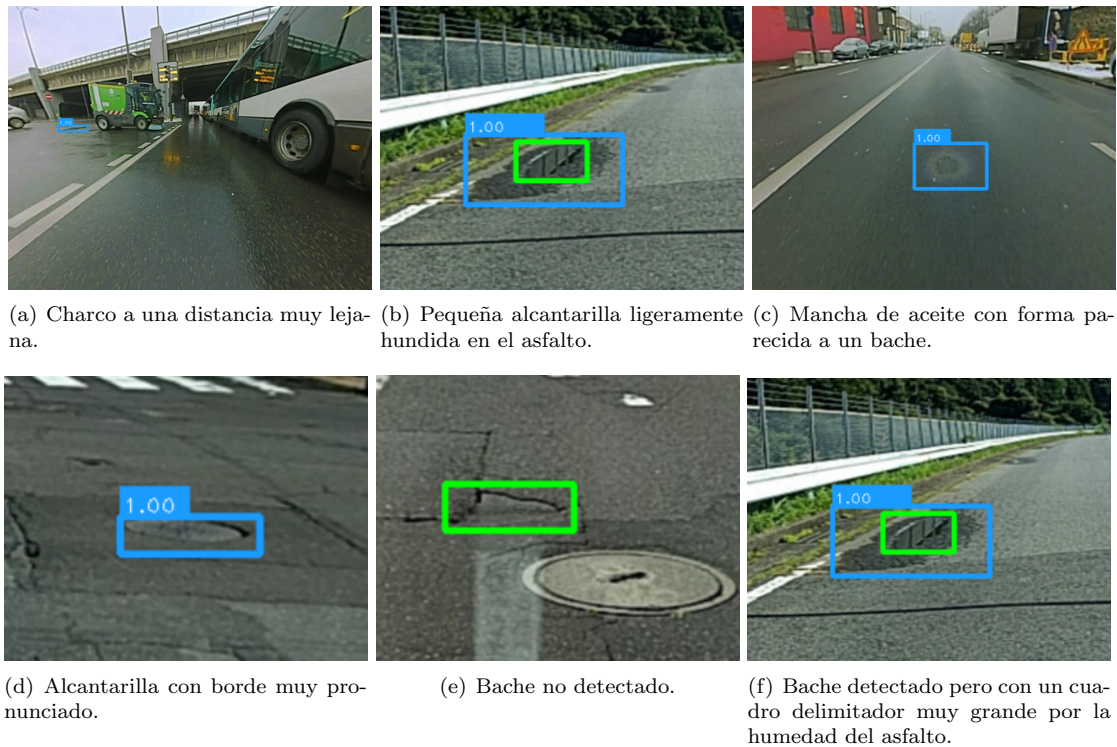 1.00
1.00
1.00
(a) Charco a una distancia muy leja-
na.
(b) Pequeña alcantarilla ligeramente
hundida en el asfalto.
(c) Mancha de aceite con forma pa-
recida a un bache.
1.00
1.00
(d) Alcantarilla con borde muy pro-
nunciado.
(e) Bache no detectado.
(f) Bache detectado pero con un cua-
dro delimitador muy grande por la
humedad del asfalto.